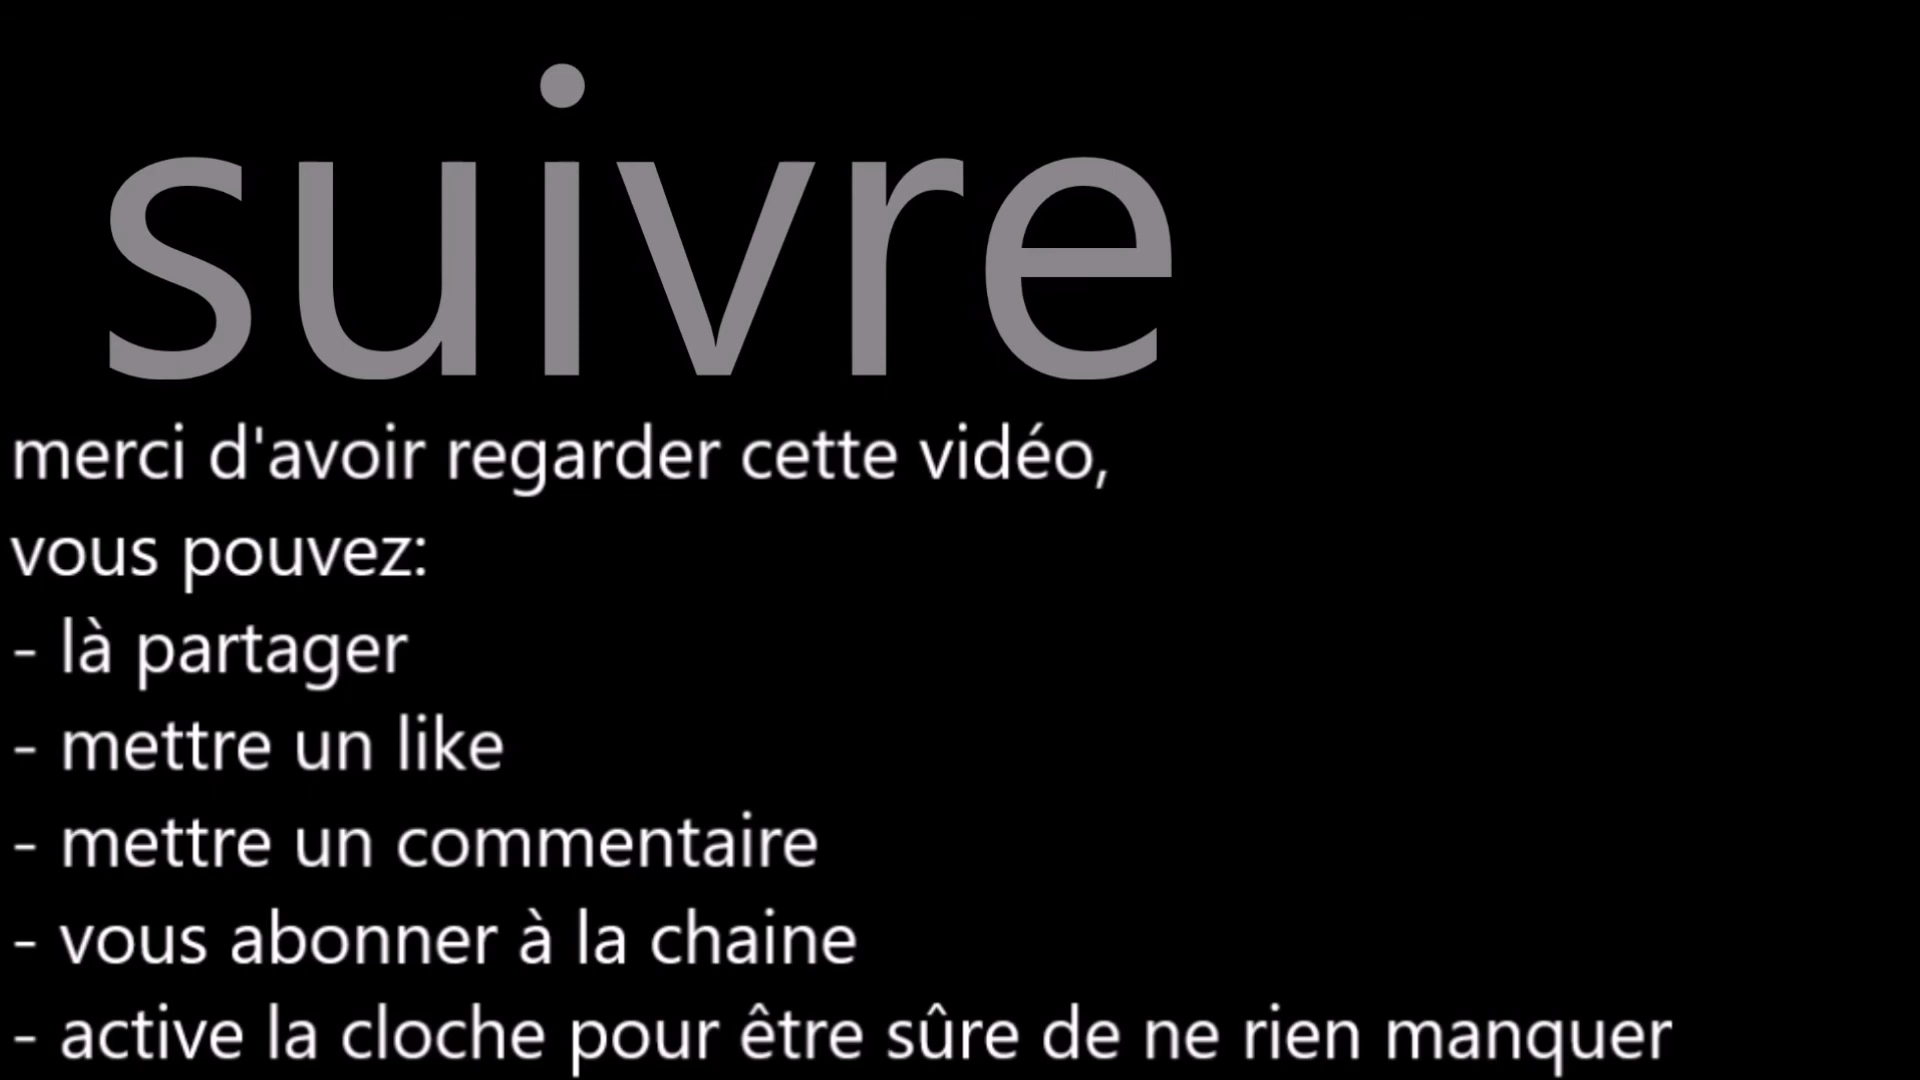 suivre
merci d'avoir regarder cette vidéo,
vous pouvez:
- là partager
- mettre un like
- mettre un commentaire
- vous abonner à la chaine
- active la cloche pour être sûre de ne rien manquer